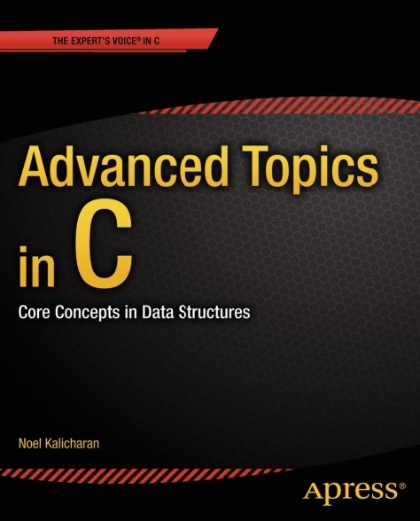 THE EXPERT'S VOICE® IN C
Advanced Topics
in C
Core Concepts in Data Structures
Noel Kalicharan
Apress®